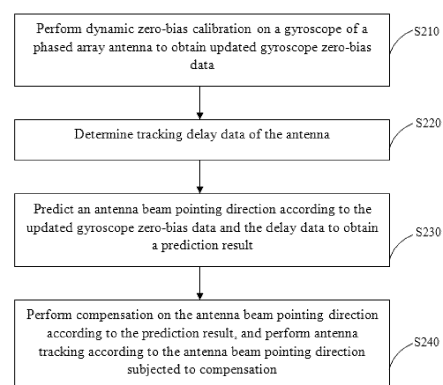 Perform dynamic zero-bias calibration on a gyroscope of a
phased array antenna to obtain updated gyroscope zero-bias
data
S210
Determine tracking delay data of the antenna
S220
Predict an antenna beam pointing direction according to the
updated gyroscope zero-bias data and the delay data to obtain
a prediction result
S230
Perform compensation on the antenna beam pointing direction
according to the prediction result, and perform antenna
tracking according to the antenna beam pointing direction
subjected to compensation
S240